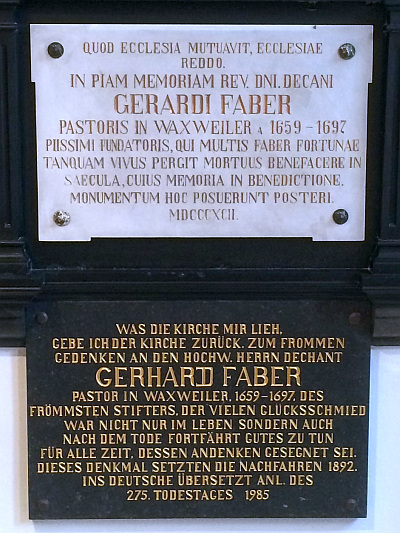 QUOD ECCLESIA MUTUAVIT, ECCLESIAE
REDDO.
IN PIAM MEMORIAM REV. DNI. DECANI
GERARDI FABER
PASTORIS IN WAXWEILER A 1659-1697
PIISSIMI FUNDATORIS, QUI MULTIS FABER FORTUNAE
TANQUAM VIVUS PERGIT MORTUUS BENEFACERE IN
SAECULA, CUIUS MEMORIA IN BENEDICTIONE.
MONUMENTUM HOC POSUERUNT POSTERI.
MDCCCXCII.
WAS DIE KIRCHE MIR LIEH,
GEBE ICH DER KIRCHE ZURÜCK. ZUM FROMMEN
GEDENKEN AN DEN HOCHW. HERRN DECHANT
GERHARD FABER
PASTOR IN WAXWEILER, 1659-1697, DES
FRÖMMSTEN STIFTERS, DER VIELEN GLÜCKSSCHMIED
WAR NICHT NUR IM LEBEN SONDERN AUCH
NACH DEM TODE FORTFÄHRT GUTES ZU TUN
FÜR ALLE ZEIT, DESSEN ANDENKEN GESEGNET SEI.
DIESES DENKMAL SETZTEN DIE NACHFAHREN 1892.
INS DEUTSCHE ÜBERSETZT ANL. DES
275. TODESTAGES 1985